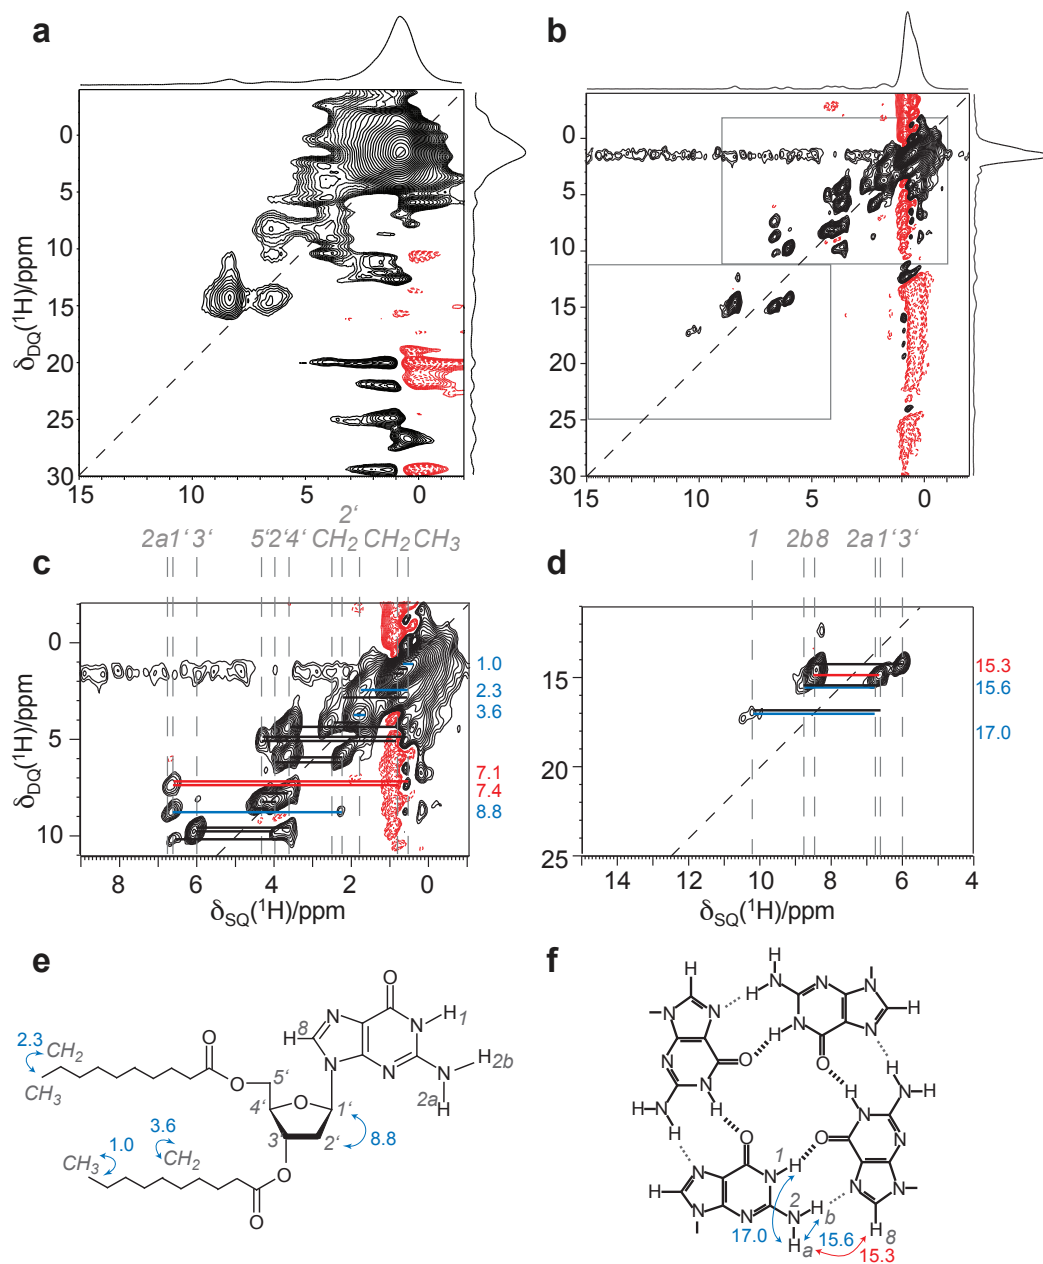 a
b
0
5
10
15
20
25
30
δDQ(¹H)/ppm
15
10
5
0
0
5
10
15
20
25
30
15
10
5
0
2a 1' 3' 5' 2' 4' CH2 2' CH2 CH3
1 2b 8 2a 1' 3'
c
d
0
5
10
δDQ(¹H)/ppm
1.0
2.3
3.6
7.1
7.4
8.8
8
6
4
2
0
δSQ(¹H)/ppm
15
20
25
15.3
15.6
17.0
14
12
10
8
6
4
δSQ(¹H)/ppm
e
f
O
N
N
H
1
8
H
N
N
N
H
2b
2a
H
2.3
CH2
CH3
O
O
5'
4'
O
1'
3'
2'
8.8
3.6
1.0
CH3
CH2
O
O
H
H
H
N
N
N
H
N
N
H
N
N
O
N
H
N
O
N
H
N
H
N
H
H
N
H
O
H
N
H
N
N
N
H
O
O
N
N
N
1
H
N
N
H
N
N
2
N
H
b
H
a
H
8
17.0
15.6
15.3